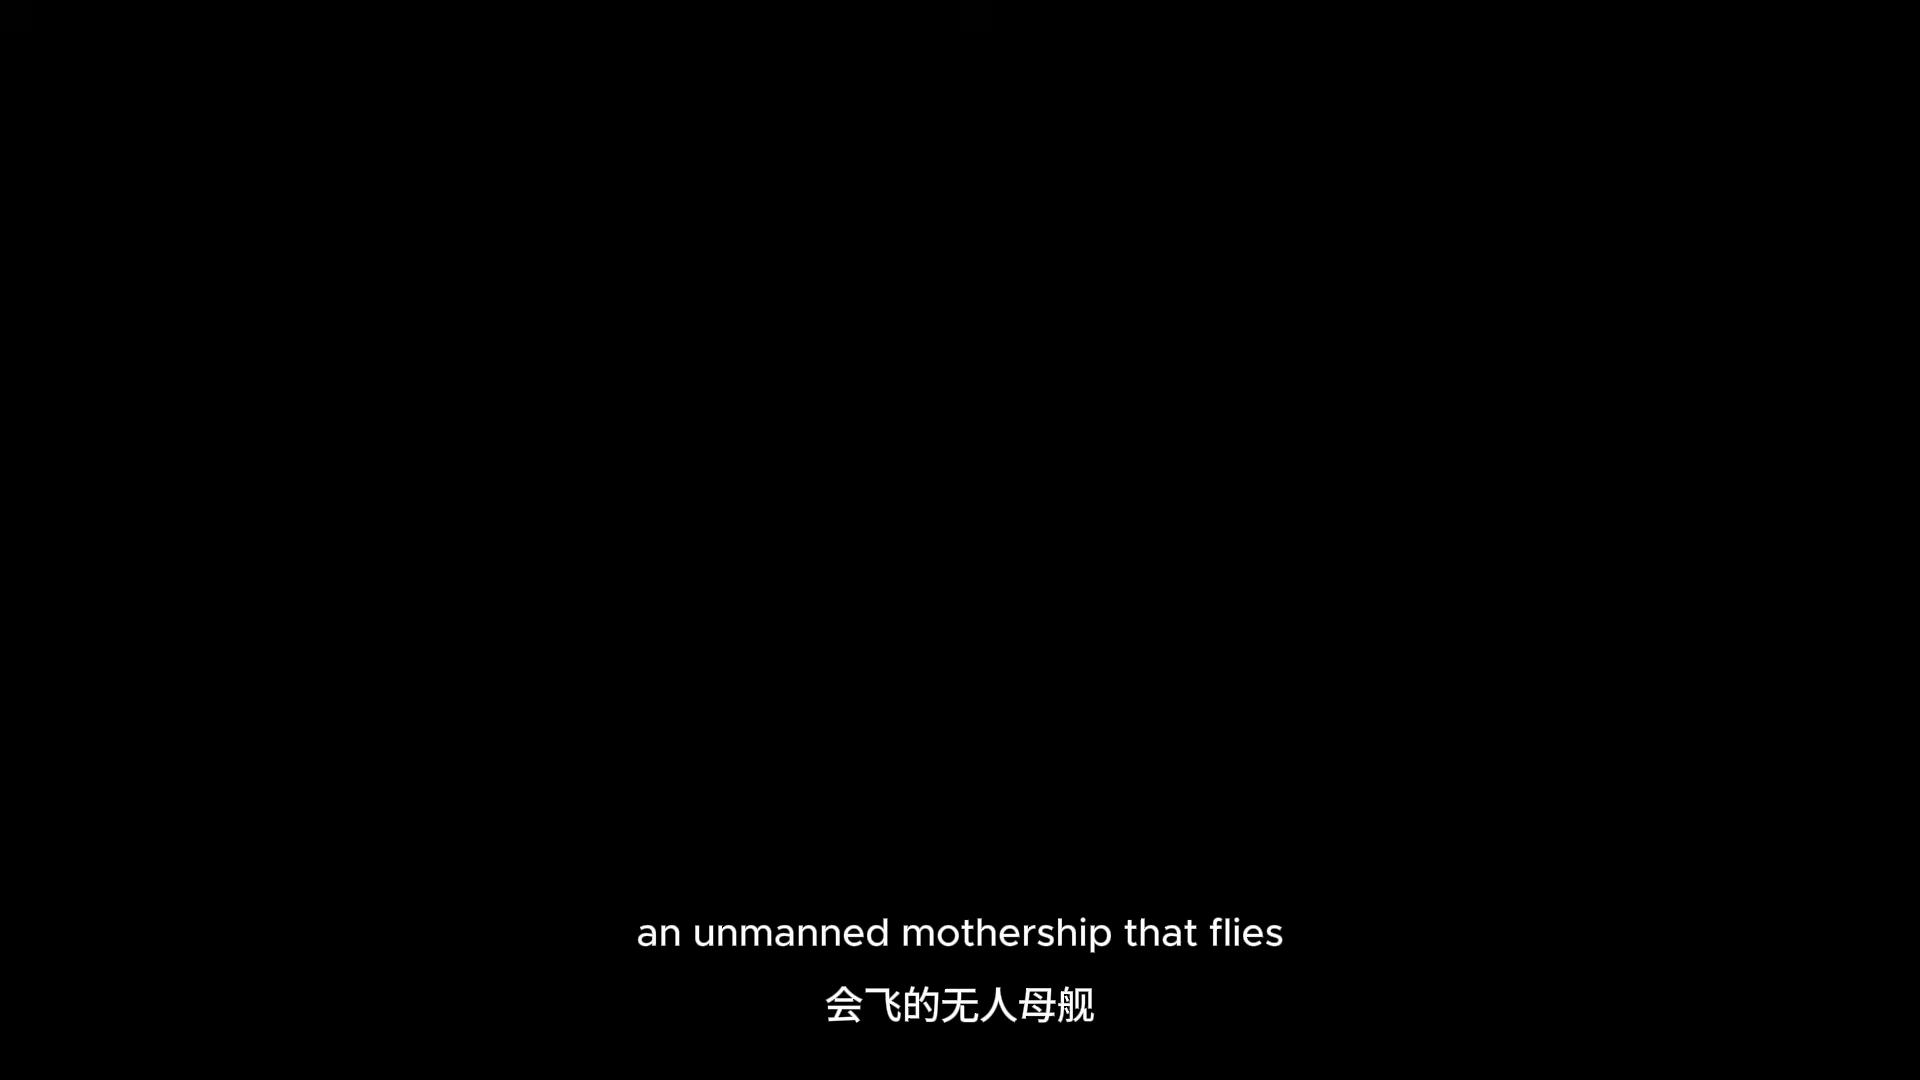 an unmanned mothership that flies
会飞的无人母舰